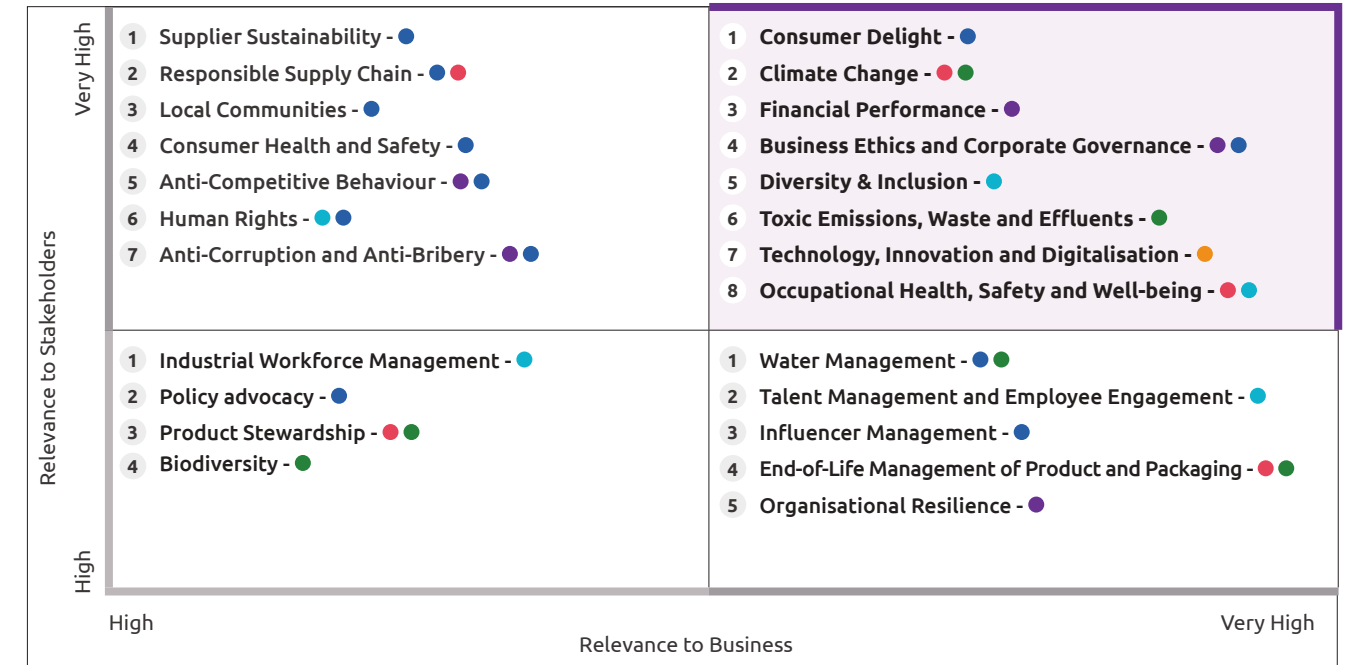 Relevance to Stakeholders
Very High
High
1 Supplier Sustainability -
2 Responsible Supply Chain -
3 Local Communities -
4 Consumer Health and Safety -
5 Anti-Competitive Behaviour -
6 Human Rights -
7 Anti-Corruption and Anti-Bribery -
1 Consumer Delight -
2 Climate Change -
3 Financial Performance -
4 Business Ethics and Corporate Governance -
5 Diversity & Inclusion -
6 Toxic Emissions, Waste and Effluents -
7 Technology, Innovation and Digitalisation -
8 Occupational Health, Safety and Well-being -
1 Industrial Workforce Management -
2 Policy advocacy -
3 Product Stewardship -
4 Biodiversity -
1 Water Management -
2 Talent Management and Employee Engagement -
3 Influencer Management -
4 End-of-Life Management of Product and Packaging -
5 Organisational Resilience -
High
Very High
Relevance to Business